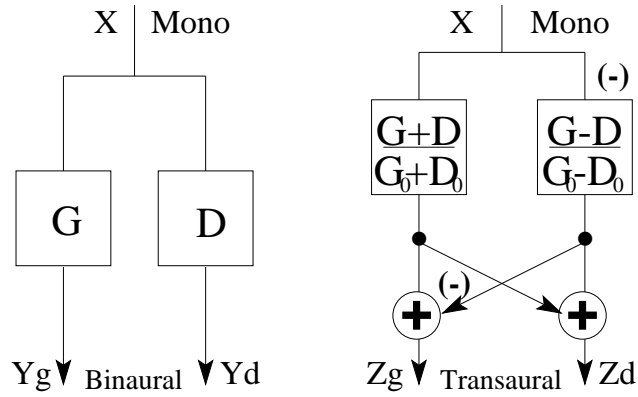 X Mono
G
D
Yg Binaural Yd
X Mono
(-)
G+D
G₀+D₀
G-D
G₀-D₀
(-)
+
+
Zg Transaural Zd